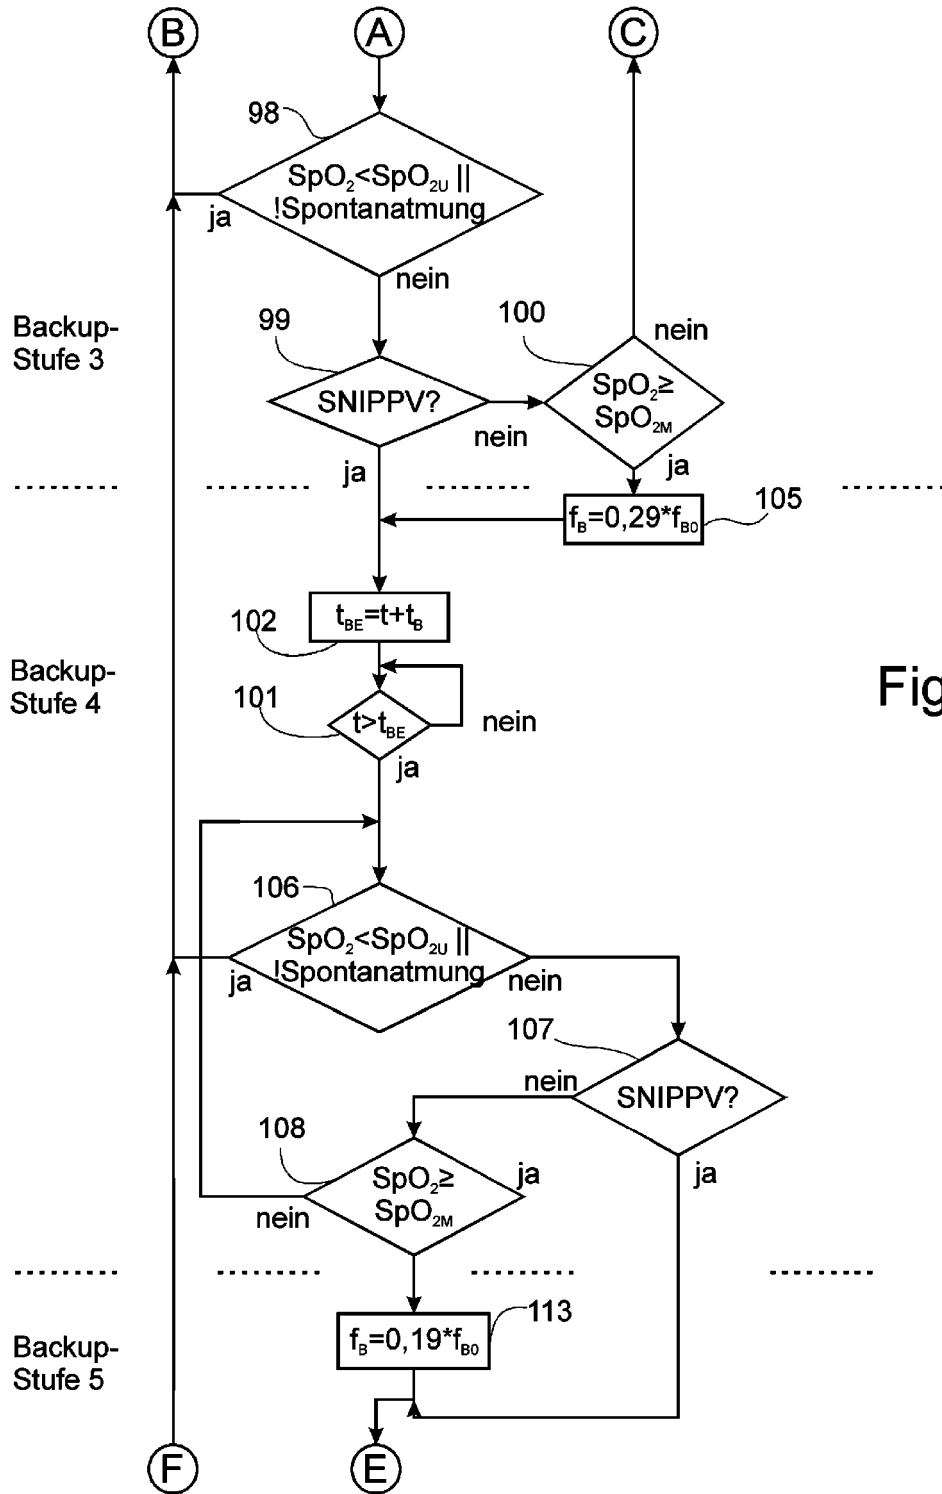 B
A
C
98
SpO₂<SpO₂U ||
!Spontanatmung
ja
nein
Backup-
Stufe 3
99
SNIPPV?
nein
ja
100
nein
SpO₂≥
SpO₂M
ja
fB=0,29*fB0
105
Backup-
Stufe 4
102
tBE=t+tB
101
t>tBE
nein
ja
Fig
106
SpO₂<SpO₂U ||
!Spontanatmung
ja
nein
107
SNIPPV?
nein
ja
108
SpO₂≥
SpO₂M
ja
nein
Backup-
Stufe 5
fB=0,19*fB0
113
F
E